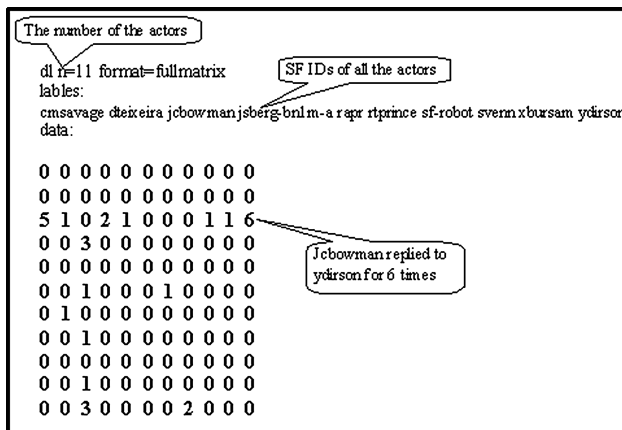 The number of the actors
dl n=11 format=fullmatrix
SF IDs of all the actors
lables:
cmsavage dteixeira jcbowman jsberg-bnl m-a rapr rtprince sf-robot svenn xbursam ydirson
data:
0 0 0 0 0 0 0 0 0 0 0
0 0 0 0 0 0 0 0 0 0 0
5 1 0 2 1 0 0 0 1 1 6
0 0 3 0 0 0 0 0 0 0 0
0 0 0 0 0 0 0 0 0 0 0
0 0 1 0 0 0 1 0 0 0 0
0 1 0 0 0 0 0 0 0 0 0
0 0 1 0 0 0 0 0 0 0 0
0 0 0 0 0 0 0 0 0 0 0
0 0 1 0 0 0 0 0 0 0 0
0 0 3 0 0 0 0 2 0 0 0
Jcbowman replied to
ydirson for 6 times